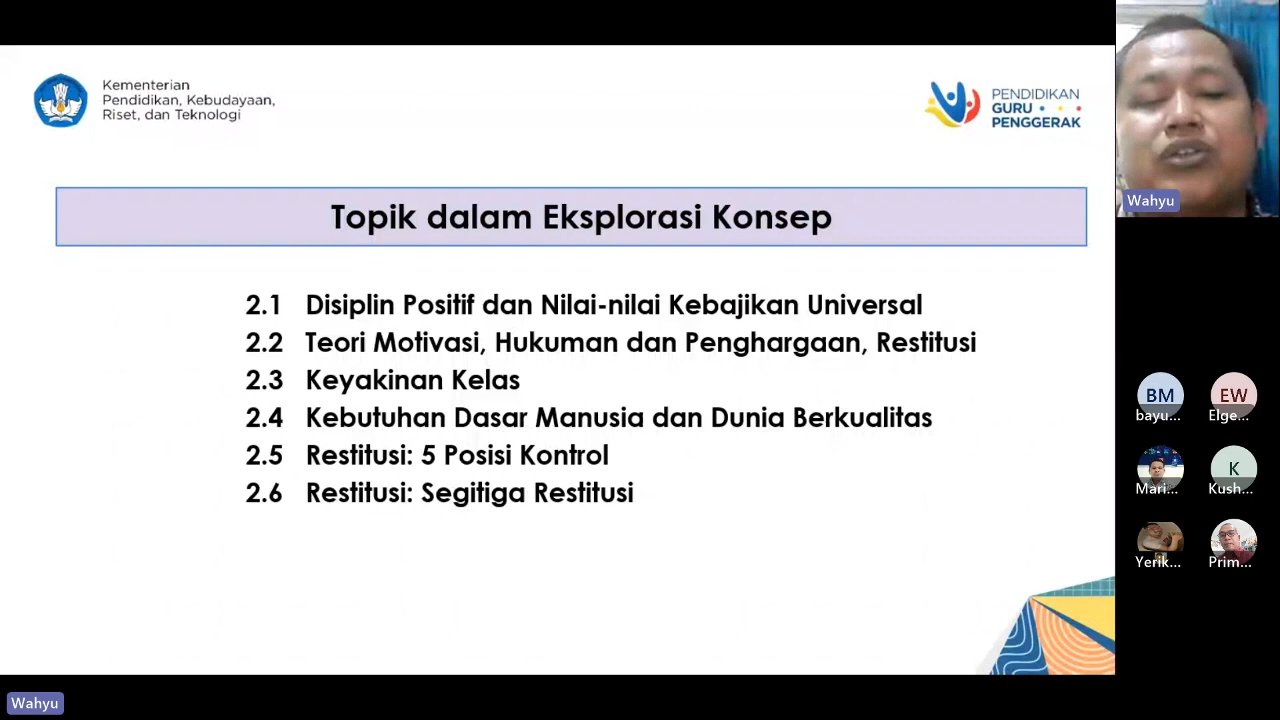 Kementerian
Pendidikan, Kebudayaan,
Riset, dan Teknologi
PENDIDIKAN
GURU
PENGGERAK
Topik dalam Eksplorasi Konsep
2.1 Disiplin Positif dan Nilai-nilai Kebajikan Universal
2.2 Teori Motivasi, Hukuman dan Penghargaan, Restitusi
2.3 Keyakinan Kelas
2.4 Kebutuhan Dasar Manusia dan Dunia Berkualitas
2.5 Restitusi: 5 Posisi Kontrol
2.6 Restitusi: Segitiga Restitusi
Wahyu
BM EW
bayu... Elge...
K
Mari... Kush...
Yerik... Prim...
Wahyu